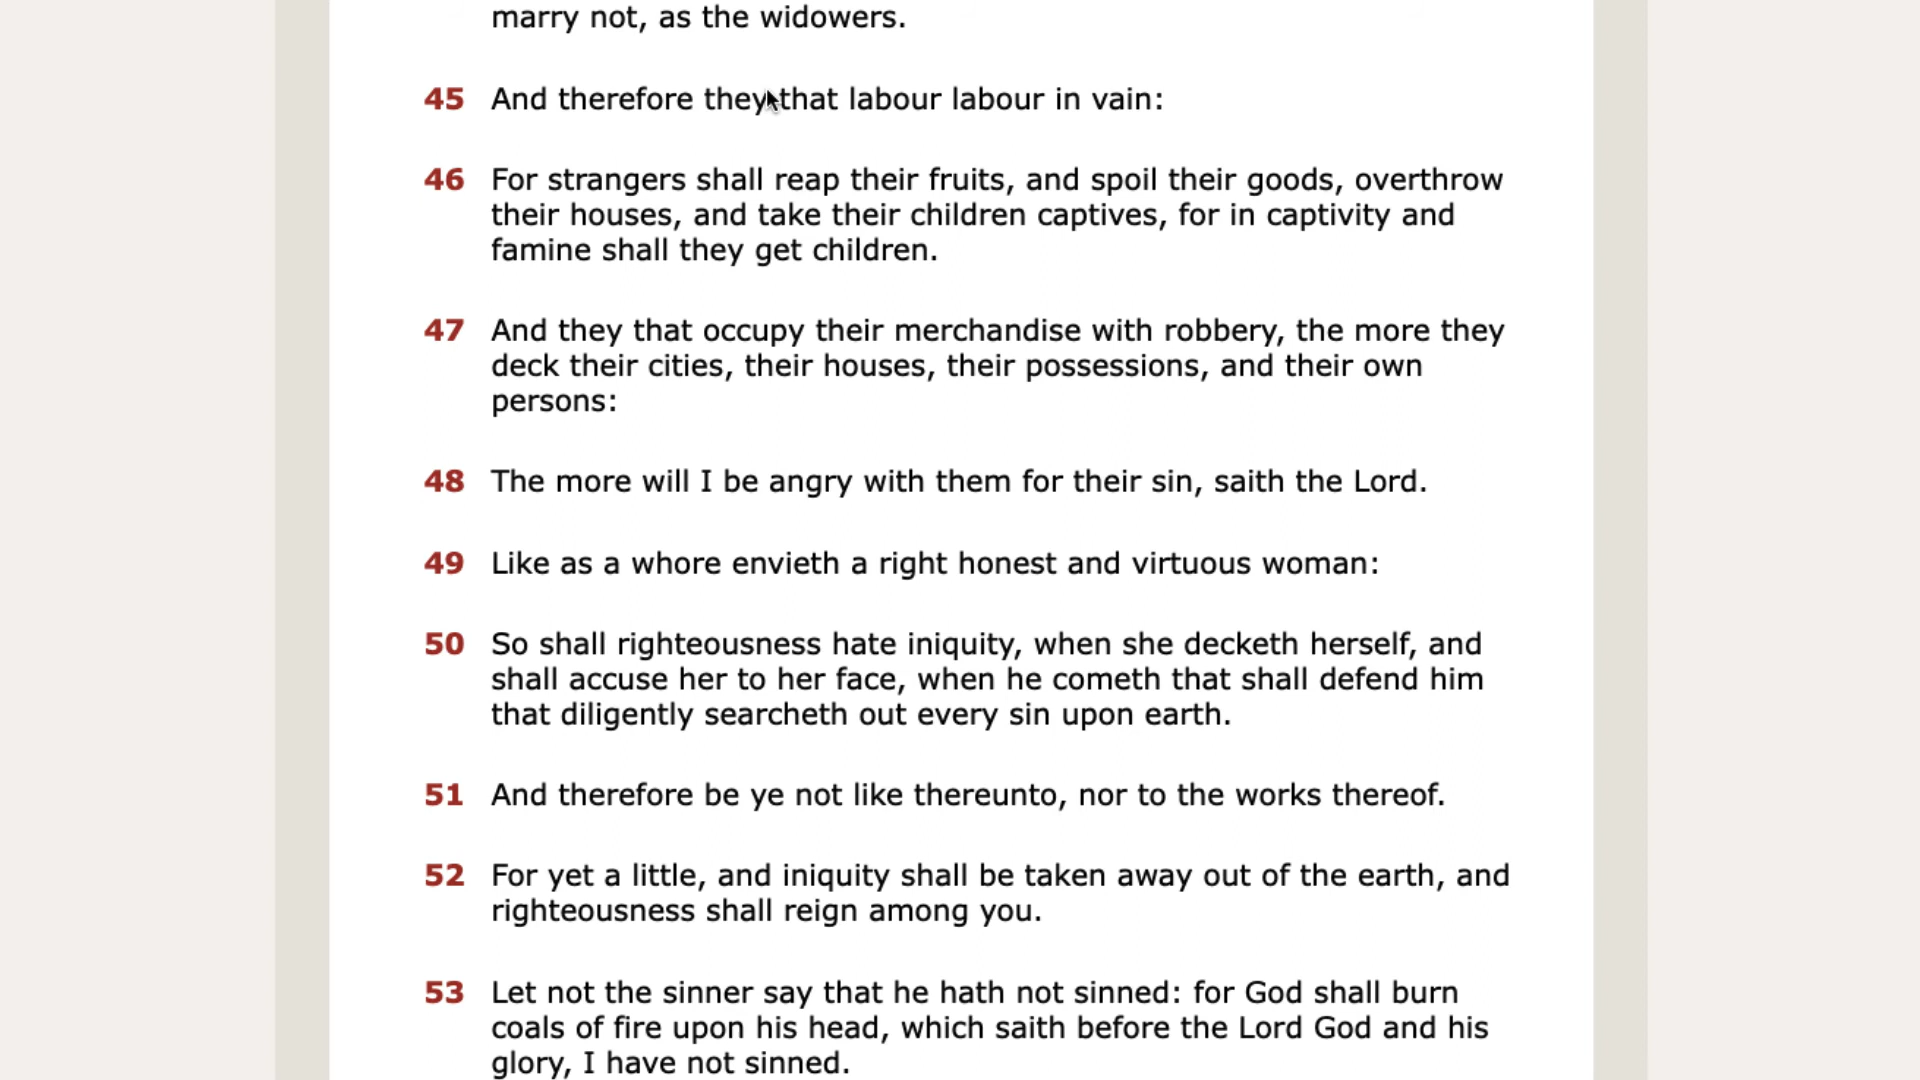 marry not, as the widowers.
45 And therefore they that labour labour in vain:
46 For strangers shall reap their fruits, and spoil their goods, overthrow
their houses, and take their children captives, for in captivity and
famine shall they get children.
47 And they that occupy their merchandise with robbery, the more they
deck their cities, their houses, their possessions, and their own
persons:
48 The more will I be angry with them for their sin, saith the Lord.
49 Like as a whore envieth a right honest and virtuous woman:
50 So shall righteousness hate iniquity, when she decketh herself, and
shall accuse her to her face, when he cometh that shall defend him
that diligently searcheth out every sin upon earth.
51 And therefore be ye not like thereunto, nor to the works thereof.
52 For yet a little, and iniquity shall be taken away out of the earth, and
righteousness shall reign among you.
53 Let not the sinner say that he hath not sinned: for God shall burn
coals of fire upon his head, which saith before the Lord God and his
glory, I have not sinned.